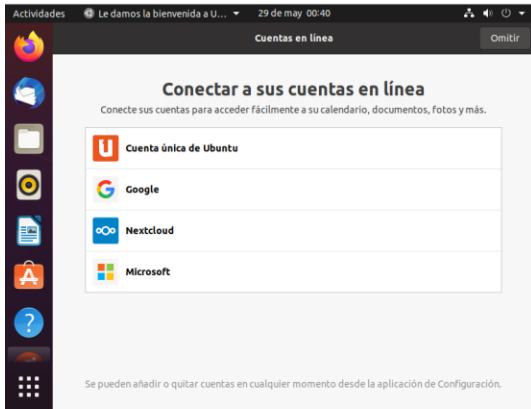 Actividades Le damos la bienvenida a U... 29 de may 00:40
Cuentas en línea Omitir
Conectar a sus cuentas en línea
Conecte sus cuentas para acceder fácilmente a su calendario, documentos, fotos y más.
Cuenta única de Ubuntu
Google
Nextcloud
Microsoft
Se pueden añadir o quitar cuentas en cualquier momento desde la aplicación de Configuración.